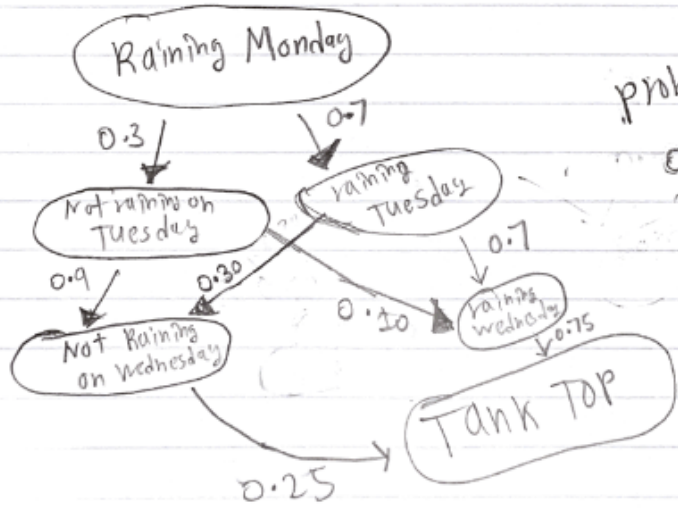 Raining Monday
0.3
0.7
Not raining on
Tuesday
raining
Tuesday
0.9
0.30
0.10
0.7
Not Raining
on Wednesday
raining
wednesday
0.75
Tank Top
0.25